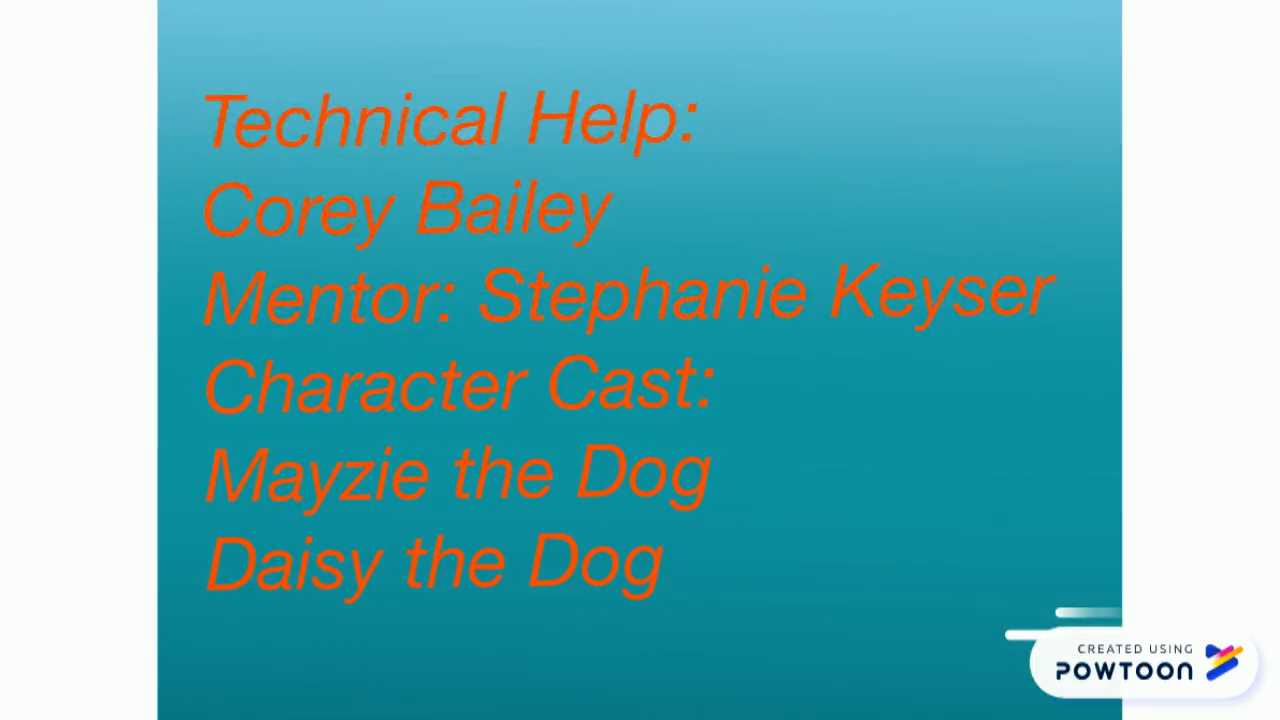 Technical Help:
Corey Bailey
Mentor: Stephanie Keyser
Character Cast:
Mayzie the Dog
Daisy the Dog
CREATED USING
POWTOON